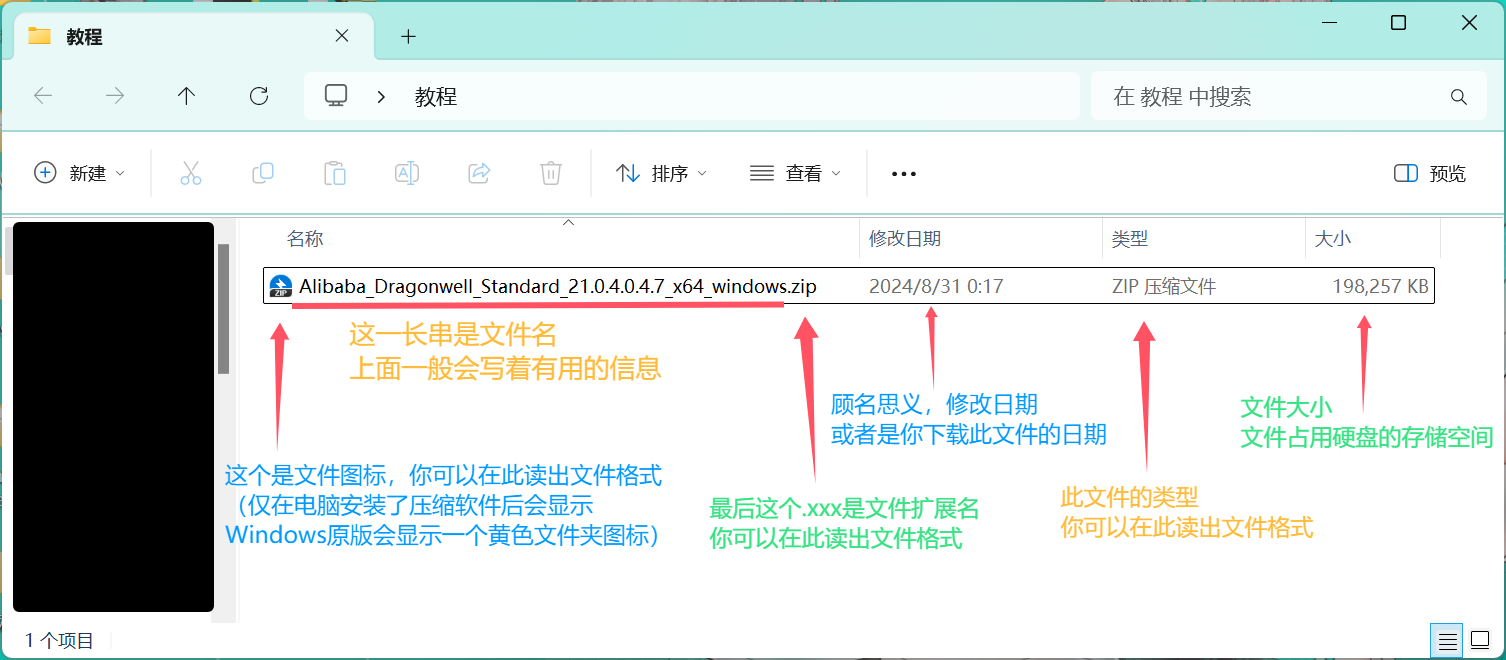 教程
教程
在 教程 中搜索
新建
排序
查看
预览
名称
修改日期
类型
大小
ZIP
Alibaba_Dragonwell_Standard_21.0.4.0.4.7_x64_windows.zip
2024/8/31 0:17
ZIP 压缩文件
198,257 KB
这一长串是文件名
上面一般会写着有用的信息
顾名思义，修改日期
或者是你下载此文件的日期
文件大小
文件占用硬盘的存储空间
这个是文件图标，你可以在此读出文件格式
（仅在电脑安装了压缩软件后会显示
Windows原版会显示一个黄色文件夹图标）
最后这个.xxx是文件扩展名
你可以在此读出文件格式
此文件的类型
你可以在此读出文件格式
1 个项目